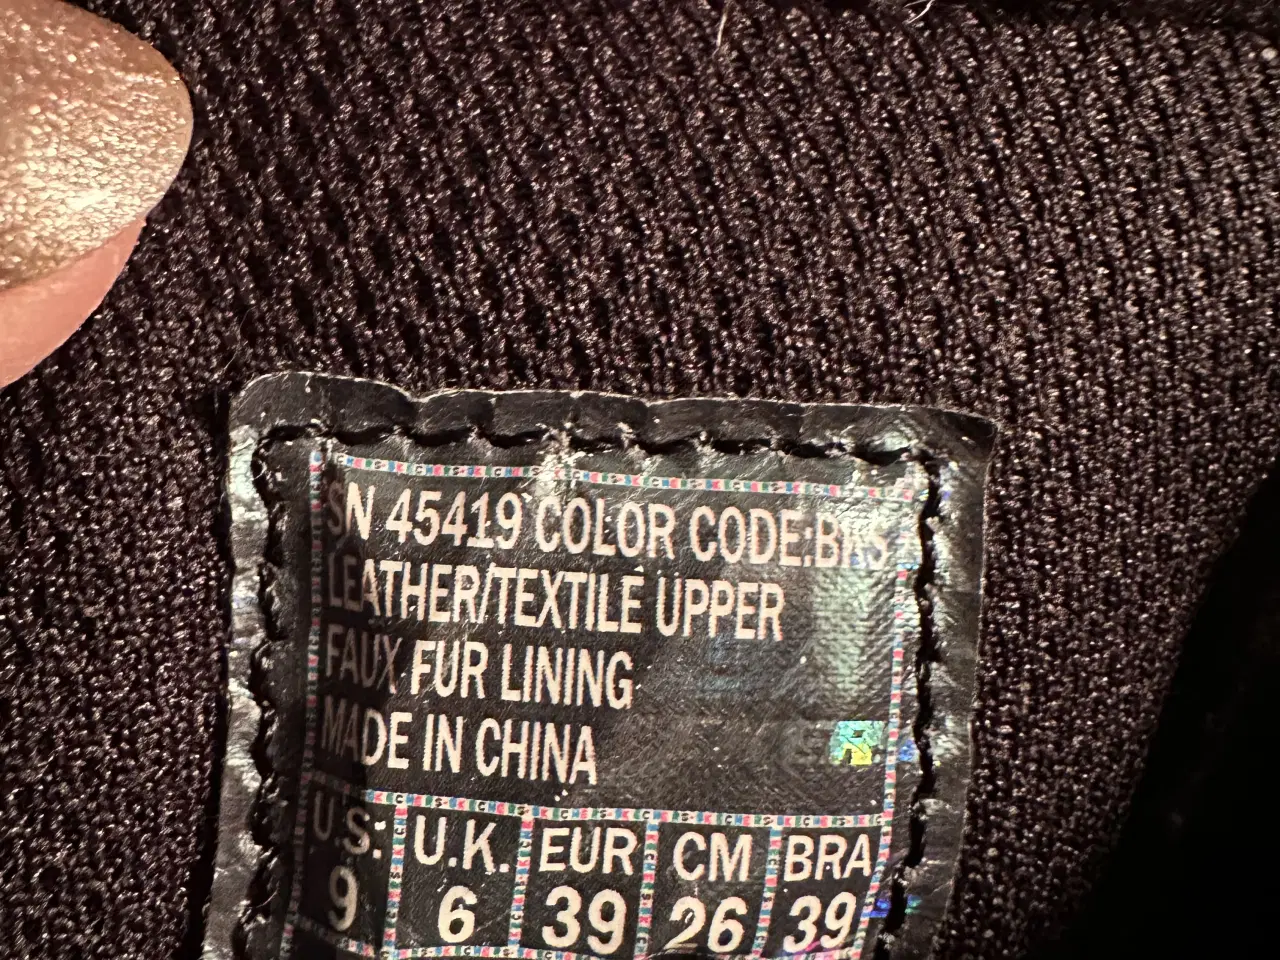 SN 45419 COLOR CODE:BKS
LEATHER/TEXTILE UPPER
FAUX FUR LINING
MADE IN CHINA
U.S.: U.K. EUR CM BRA
9 6 39 26 39